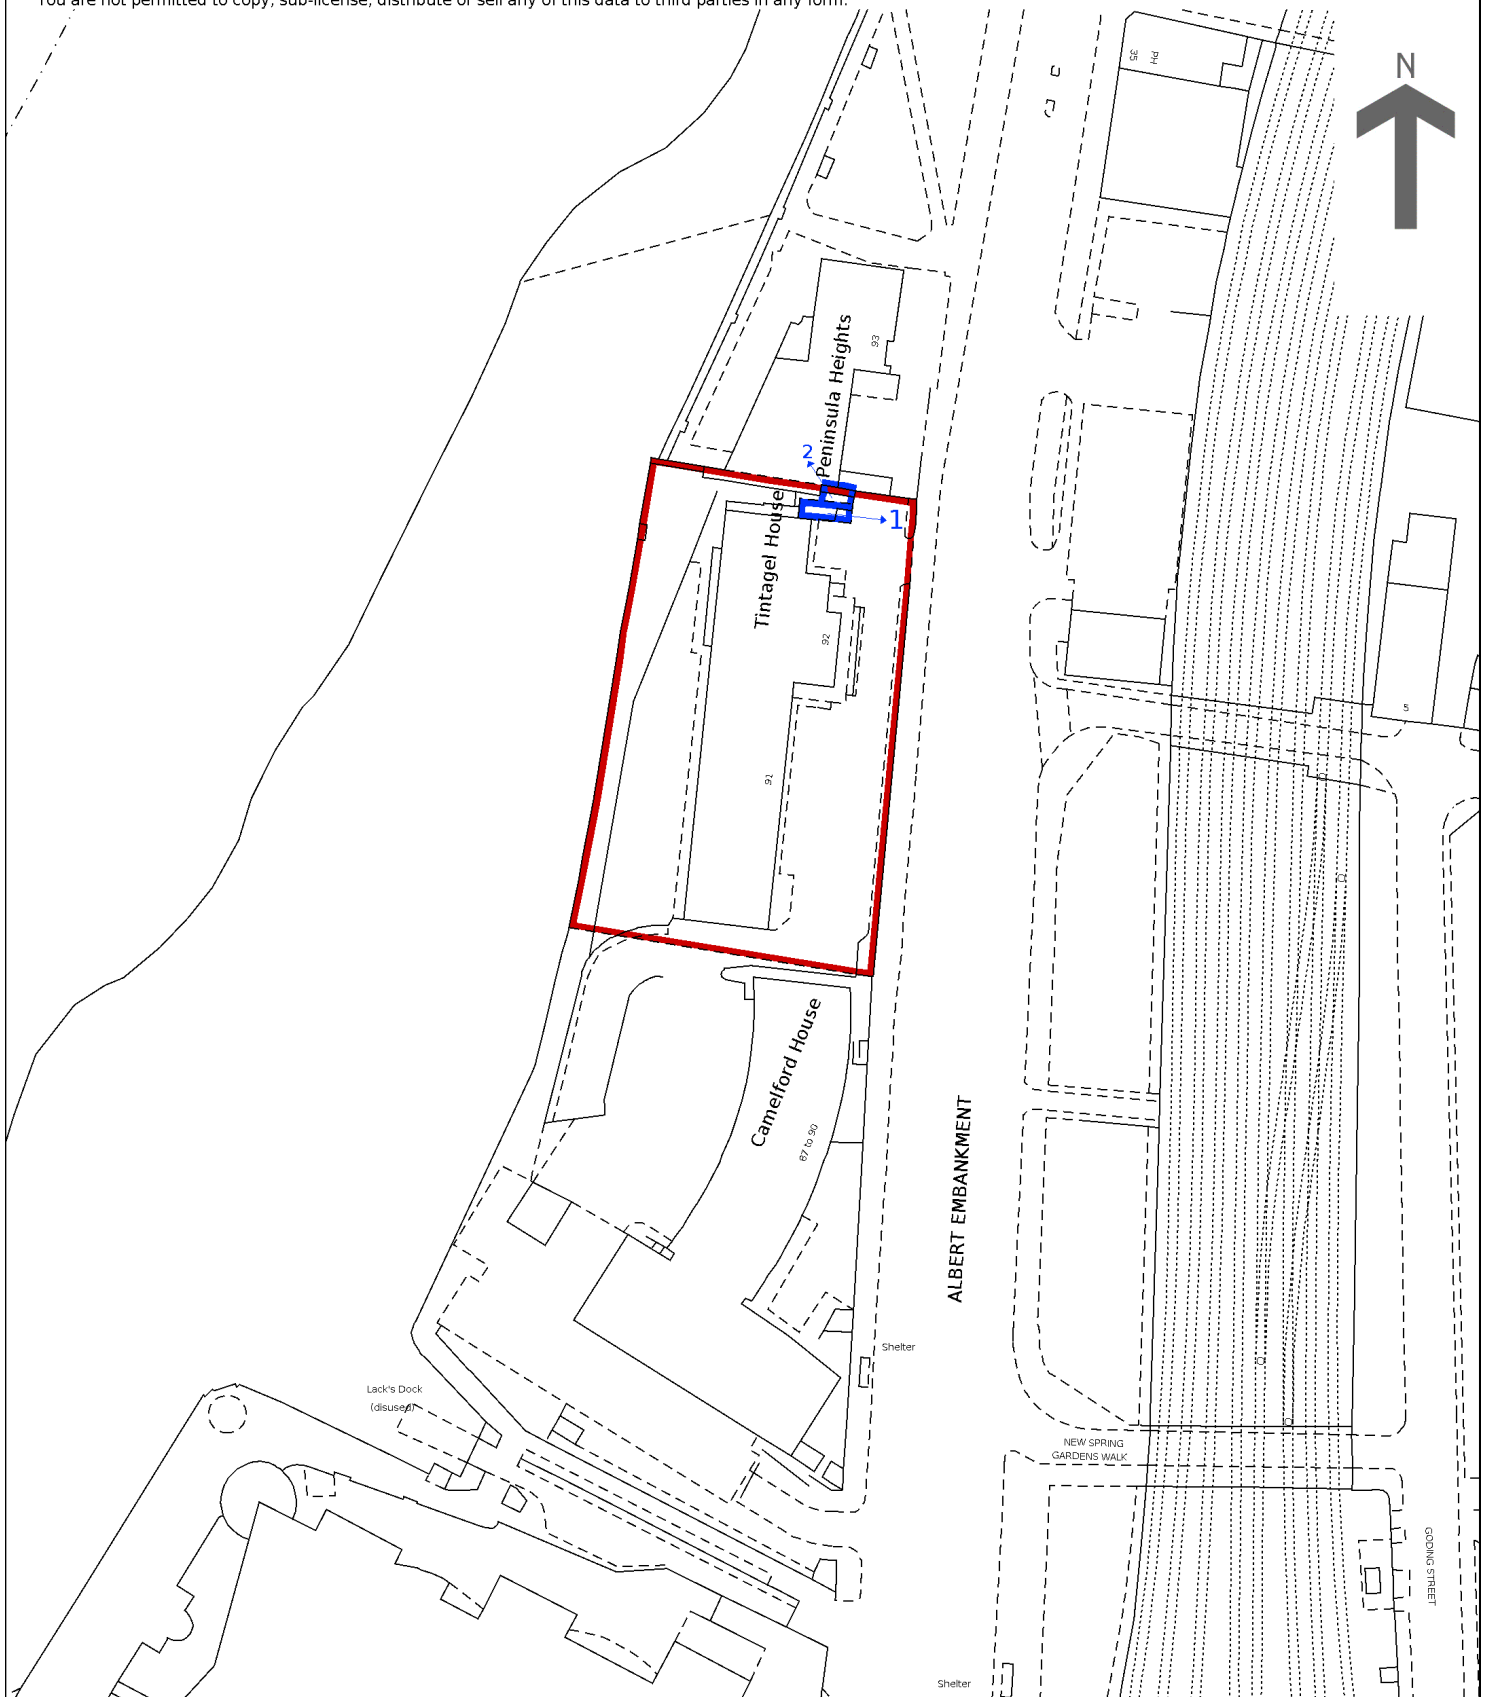 You are not permitted to copy, sub-license, distribute or sell any of this data to third parties in any form.
N
35
PH
Peninsula Heights
93
2
1
Tintagel House
92
91
5
Camelford House
87 to 90
ALBERT EMBANKMENT
Shelter
Lack's Dock
(disused)
NEW SPRING
GARDENS WALK
GODING STREET
Shelter